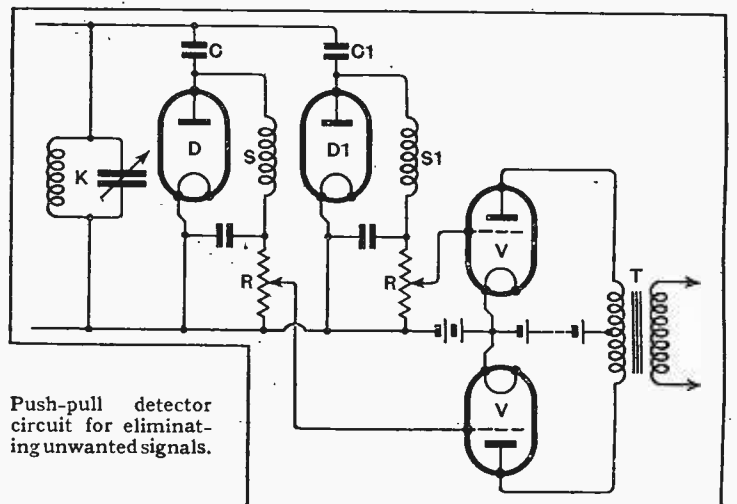 C
C1
K
D
S
D1
S1
V
R
R
T
V
Push-pull detector
circuit for eliminat-
ing unwanted signals.